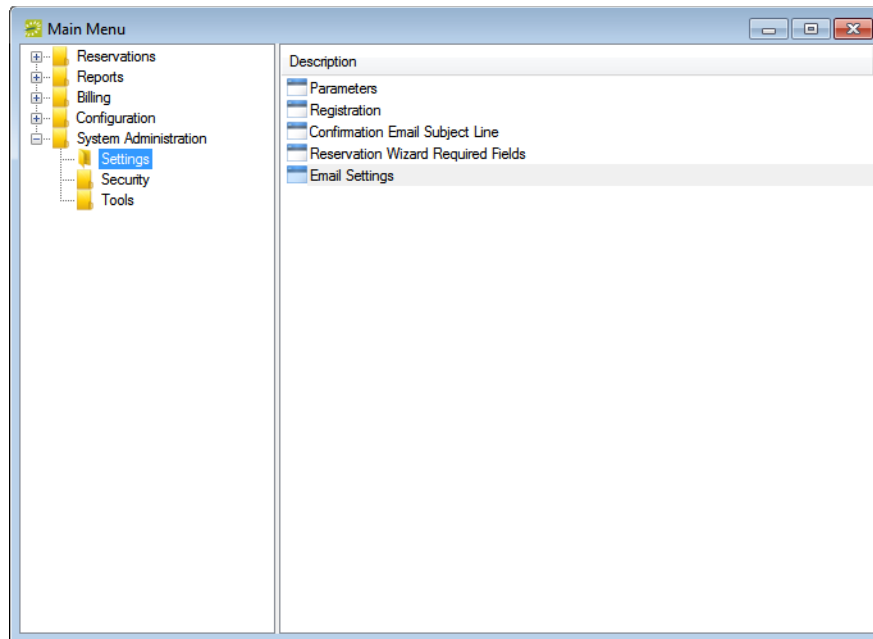 Main Menu
Reservations
Reports
Billing
Configuration
System Administration
Settings
Security
Tools
Description
Parameters
Registration
Confirmation Email Subject Line
Reservation Wizard Required Fields
Email Settings